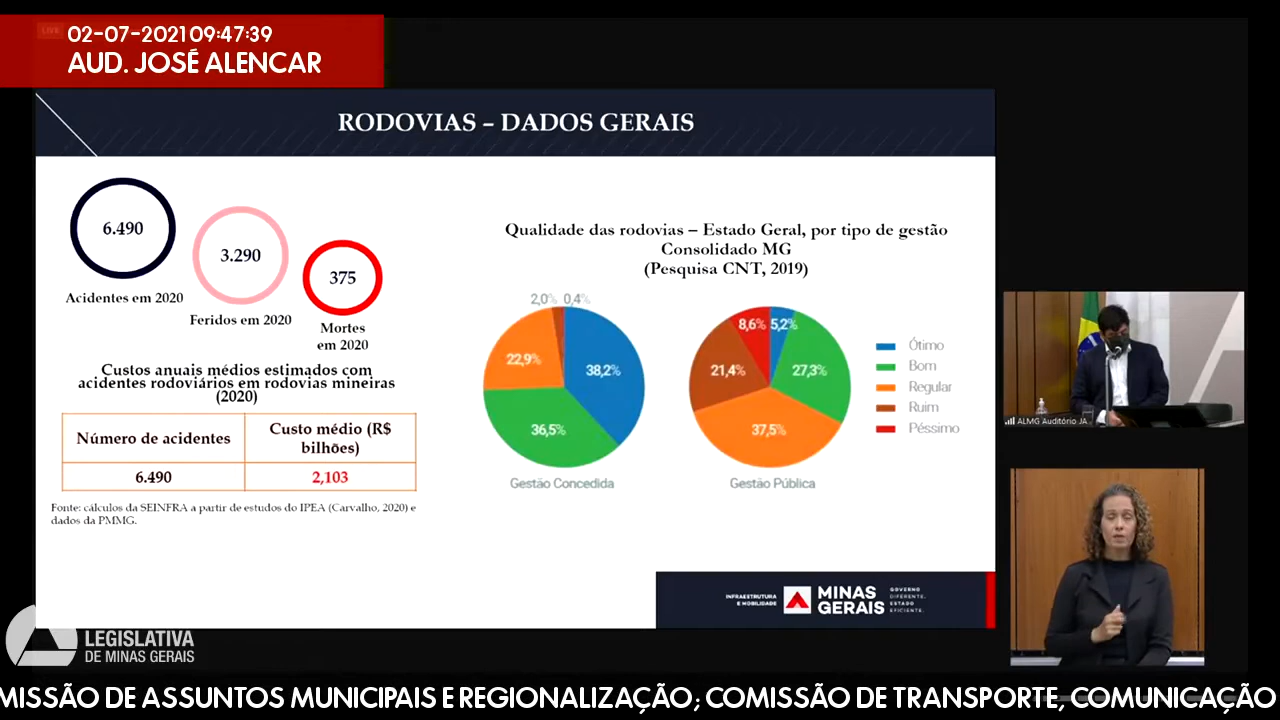 LIVE
02-07-2021 09:47:39
AUD. JOSÉ ALENCAR
RODOVIAS – DADOS GERAIS
6.490
Acidentes em 2020
3.290
Feridos em 2020
375
Mortes
em 2020
Custos anuais médios estimados com
acidentes rodoviários em rodovias mineiras
(2020)
Número de acidentes
Custo médio (R$
bilhões)
6.490
2,103
Fonte: cálculos da SEINFRA a partir de estudos do IPEA (Carvalho, 2020) e
dados da PMMG.
Qualidade das rodovias – Estado Geral, por tipo de gestão
Consolidado MG
(Pesquisa CNT, 2019)
2,0%
0,4%
22,9%
38,2%
36,5%
Gestão Concedida
8,6%
5,2%
21,4%
27,3%
37,5%
Gestão Pública
Ótimo
Bom
Regular
Ruim
Péssimo
INFRAESTRUTURA
E MOBILIDADE
MINAS
GERAIS
GOVERNO
DIFERENTE.
ESTADO
EFICIENTE.
ALMG Auditório JA
LEGISLATIVA
DE MINAS GERAIS
MISSÃO DE ASSUNTOS MUNICIPAIS E REGIONALIZAÇÃO; COMISSÃO DE TRANSPORTE, COMUNICAÇÃO